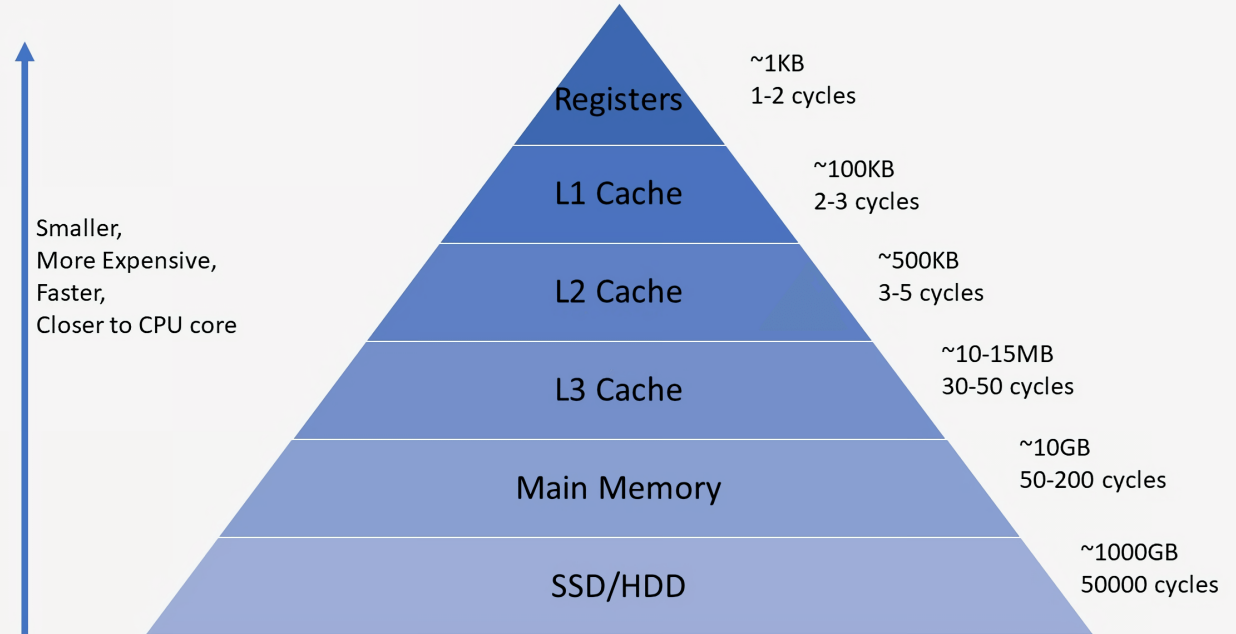 Registers
~1KB
1-2 cycles
L1 Cache
~100KB
2-3 cycles
Smaller,
More Expensive,
Faster,
Closer to CPU core
L2 Cache
~500KB
3-5 cycles
L3 Cache
~10-15MB
30-50 cycles
Main Memory
~10GB
50-200 cycles
SSD/HDD
~1000GB
50000 cycles